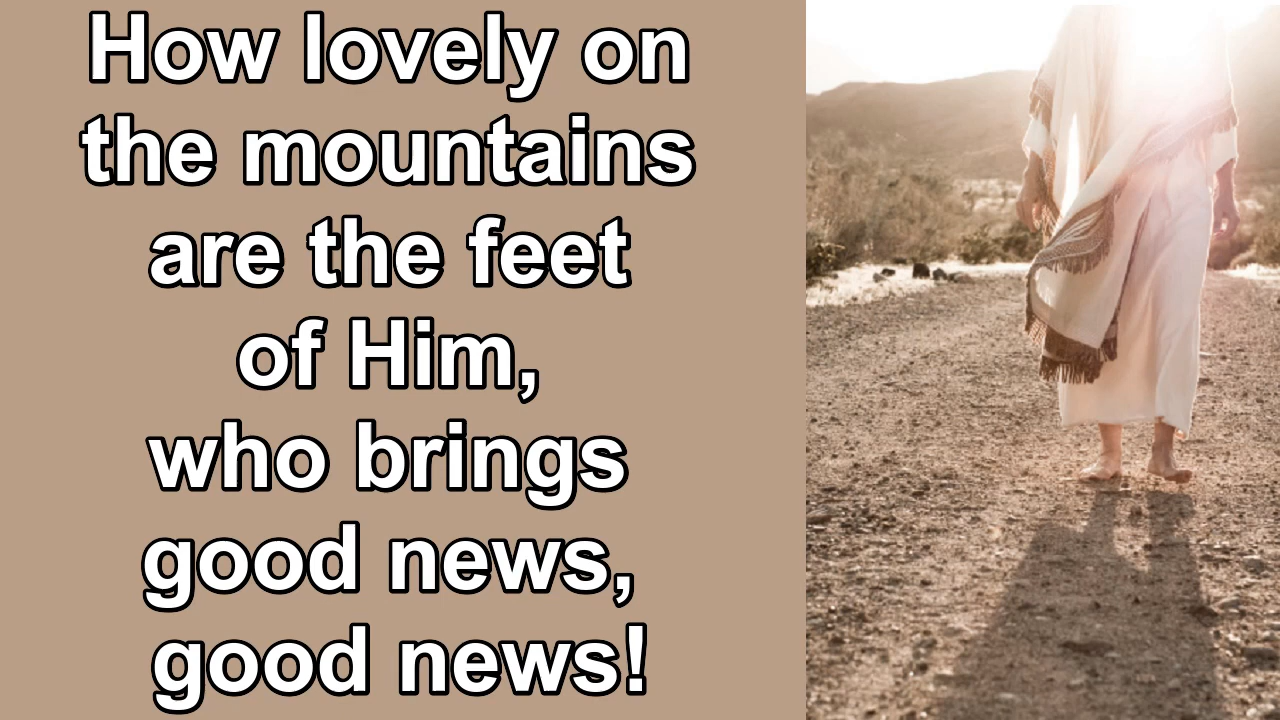 How lovely on
the mountains
are the feet
of Him,
who brings
good news,
good news!